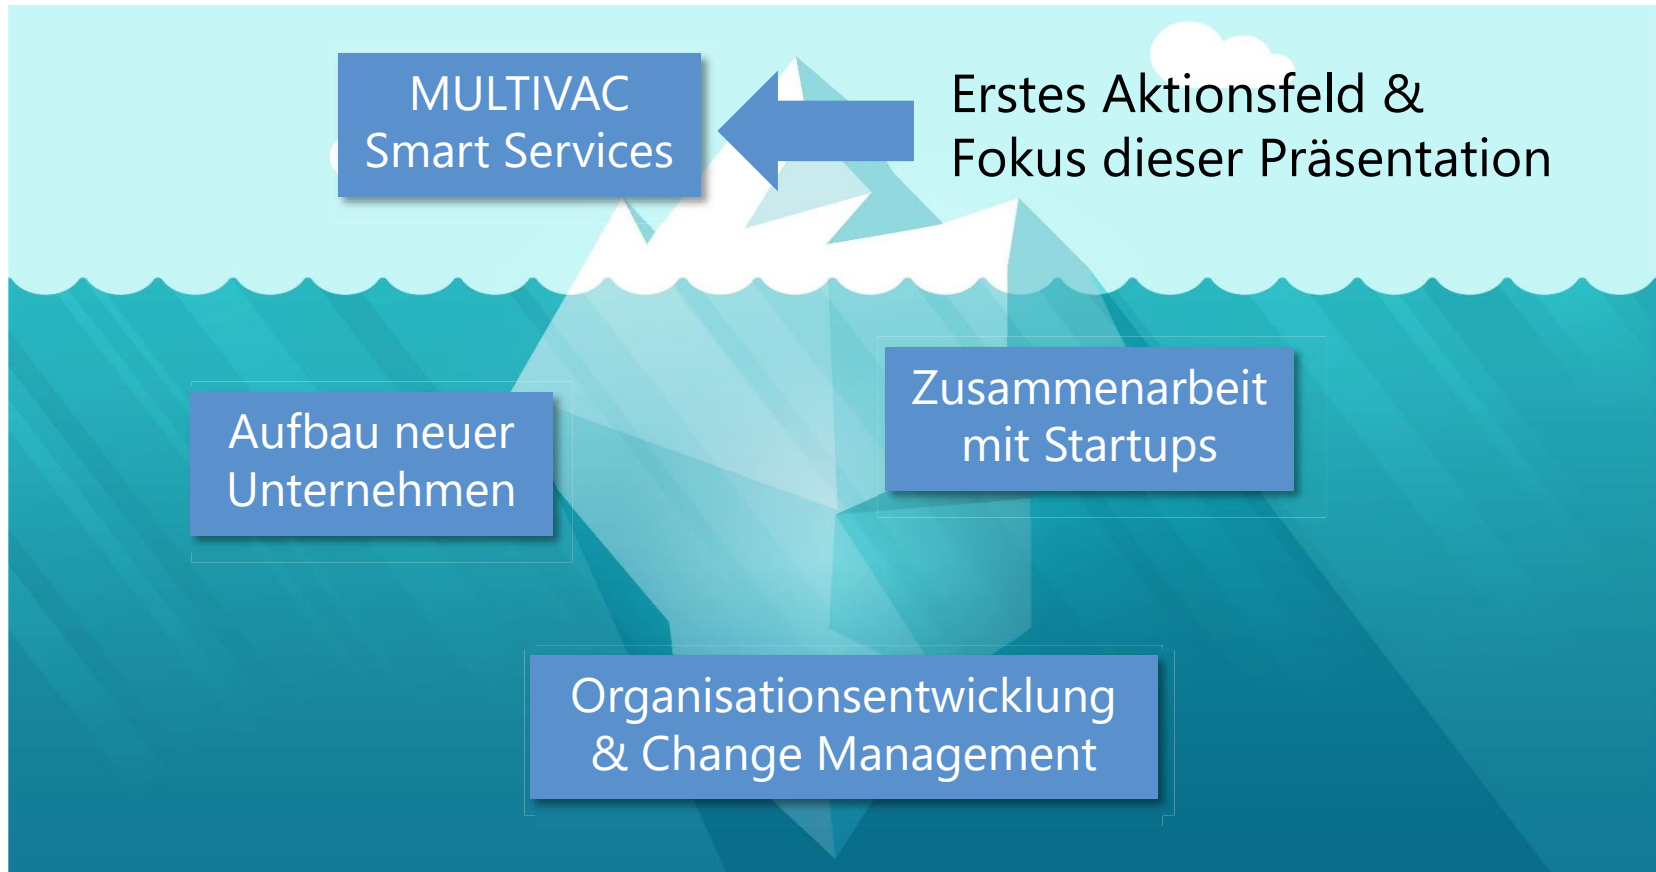 MULTIVAC
Smart Services
Erstes Aktionsfeld &
Fokus dieser Präsentation
Zusammenarbeit
mit Startups
Aufbau neuer
Unternehmen
Organisationsentwicklung
& Change Management